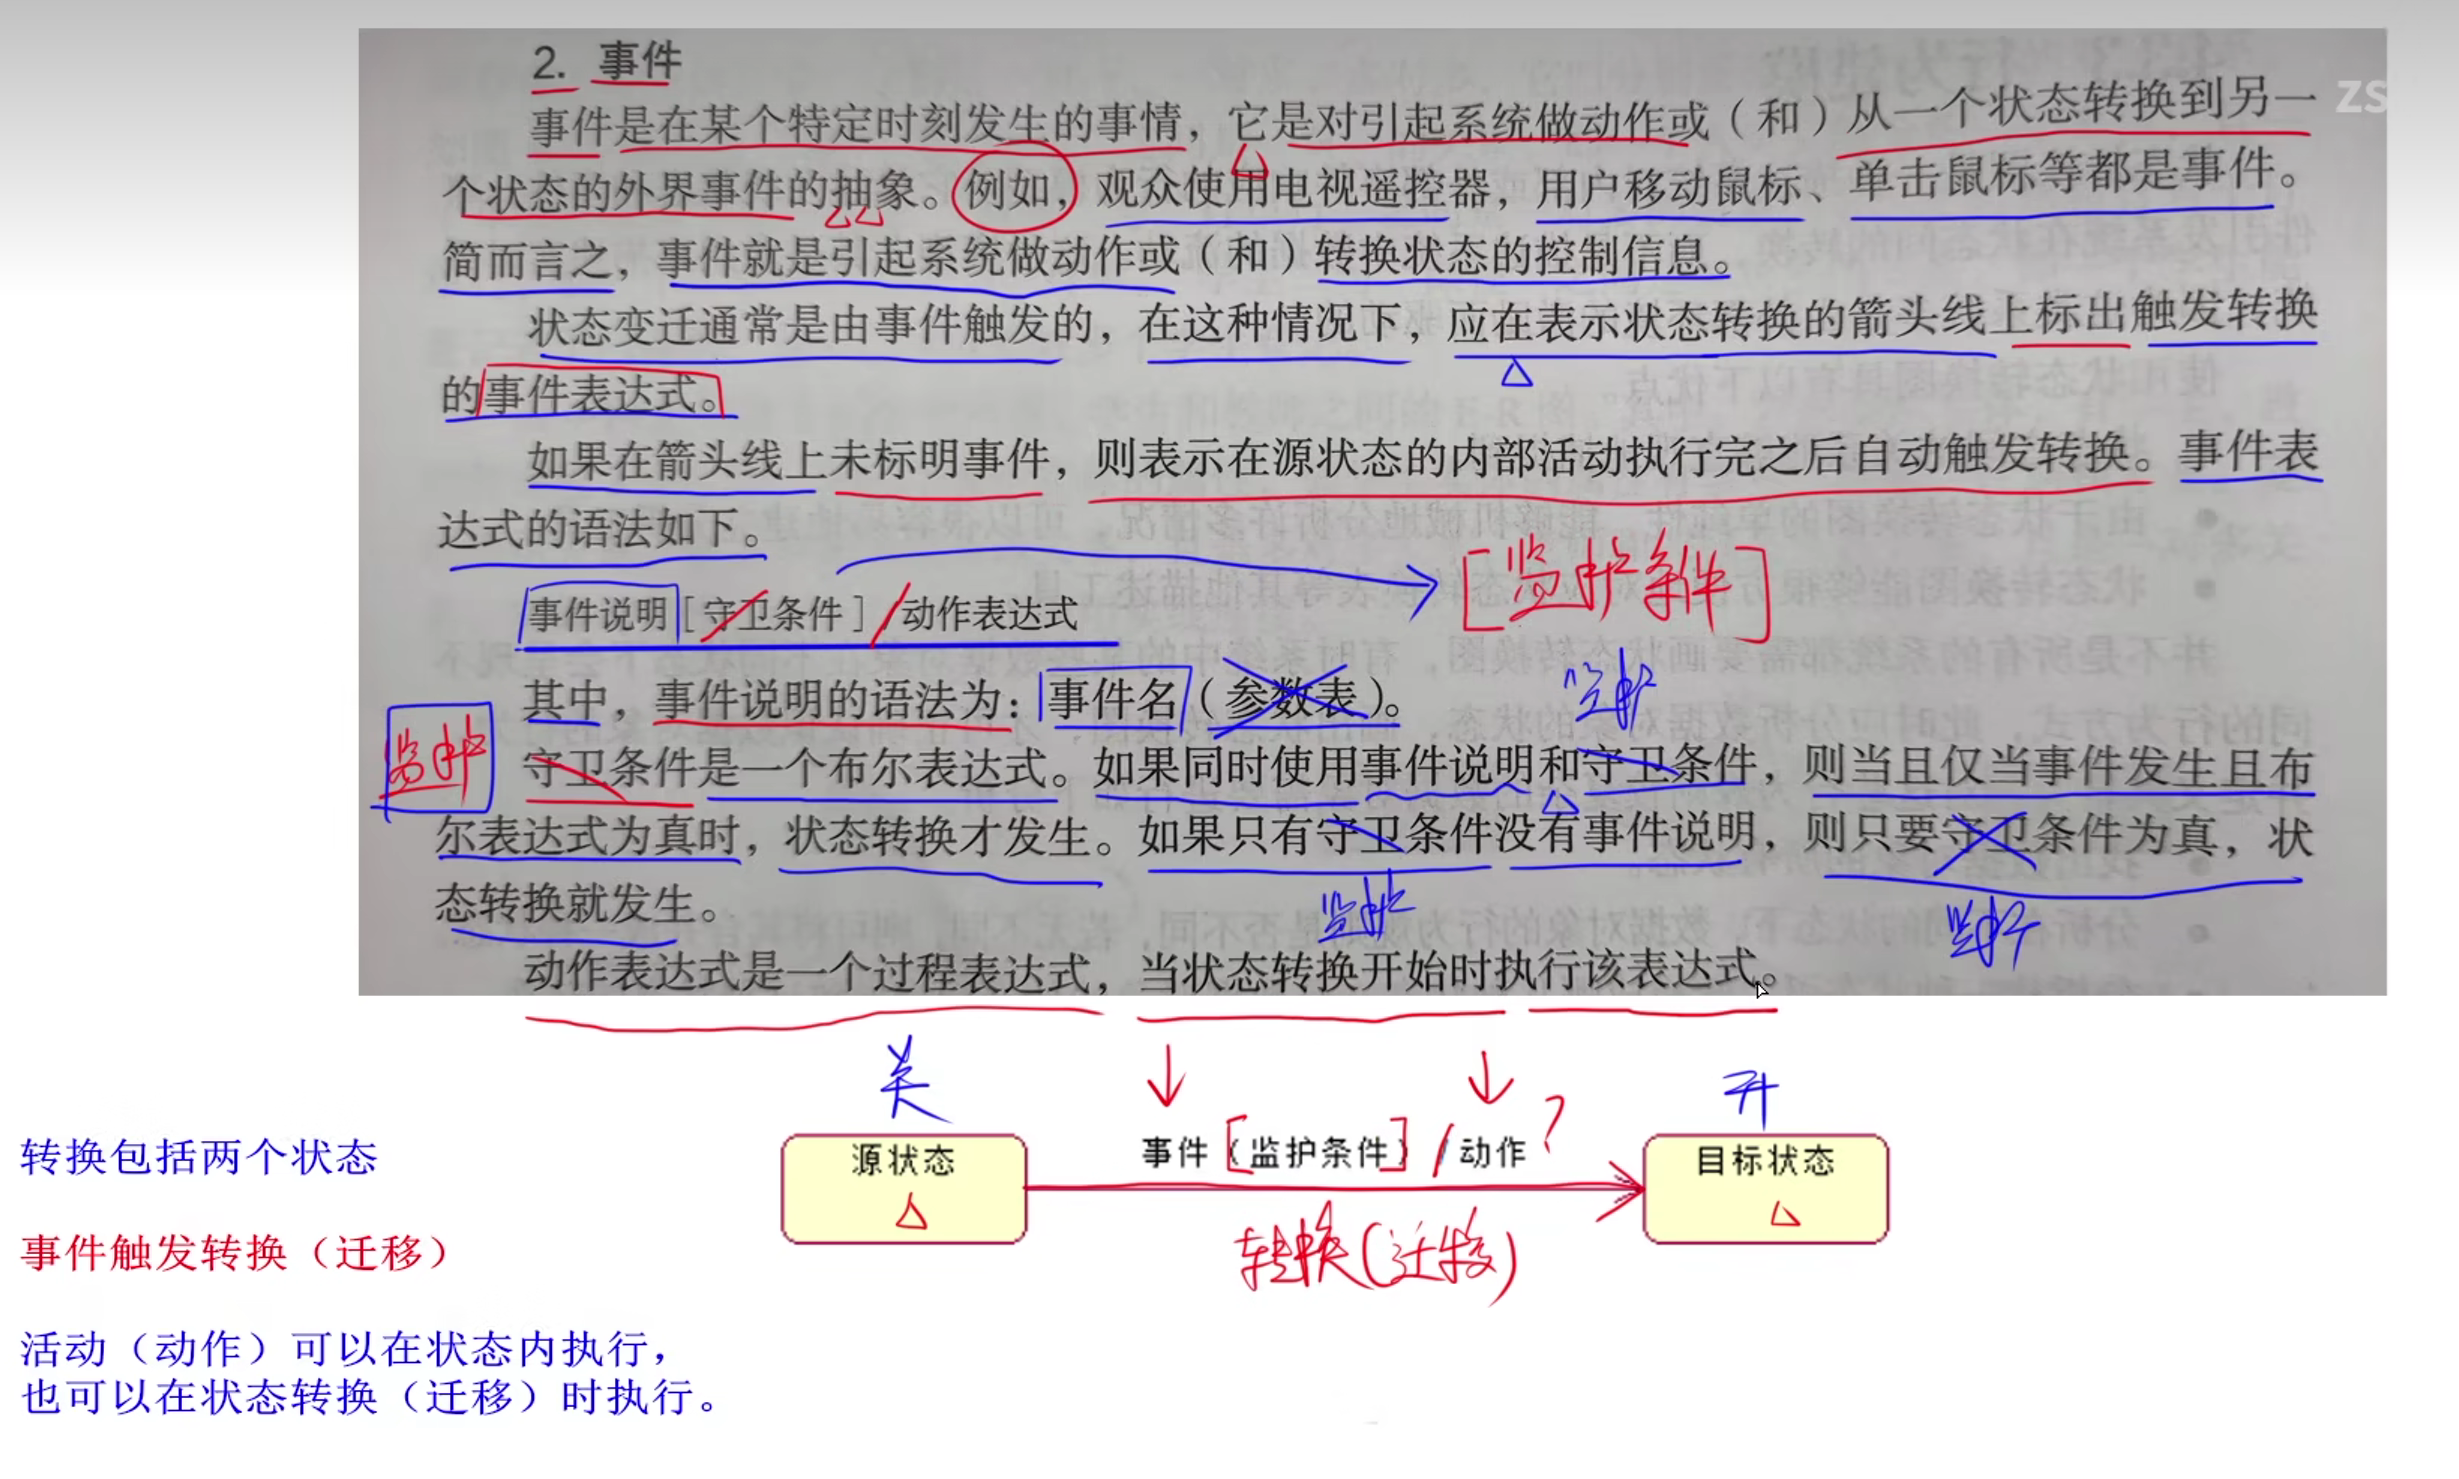 2. 事件
ZS
事件是在某个特定时刻发生的事情，它是对引起系统做动作或（和）从一个状态转换到另一
个状态的外界事件的抽象。例如，观众使用电视遥控器，用户移动鼠标、单击鼠标等都是事件。
简而言之，事件就是引起系统做动作或（和）转换状态的控制信息。
状态变迁通常是由事件触发的，在这种情况下，应在表示状态转换的箭头线上标出触发转换
的事件表达式。
如果在箭头线上未标明事件，则表示在源状态的内部活动执行完之后自动触发转换。事件表
达式的语法如下。
[监护条件]
事件说明［守卫条件］/动作表达式
监护
其中，事件说明的语法为：事件名（参数表）。
监护
守卫条件是一个布尔表达式。如果同时使用事件说明和守卫条件，则当且仅当事件发生且布
尔表达式为真时，状态转换才发生。如果只有守卫条件没有事件说明，则只要守卫条件为真，状
态转换就发生。
监护
监护
动作表达式是一个过程表达式，当状态转换开始时执行该表达式。
关
开
转换包括两个状态
源状态
事件［监护条件］/动作?
目标状态
事件触发转换（迁移）
转换(迁移)
活动（动作）可以在状态内执行，
也可以在状态转换（迁移）时执行。